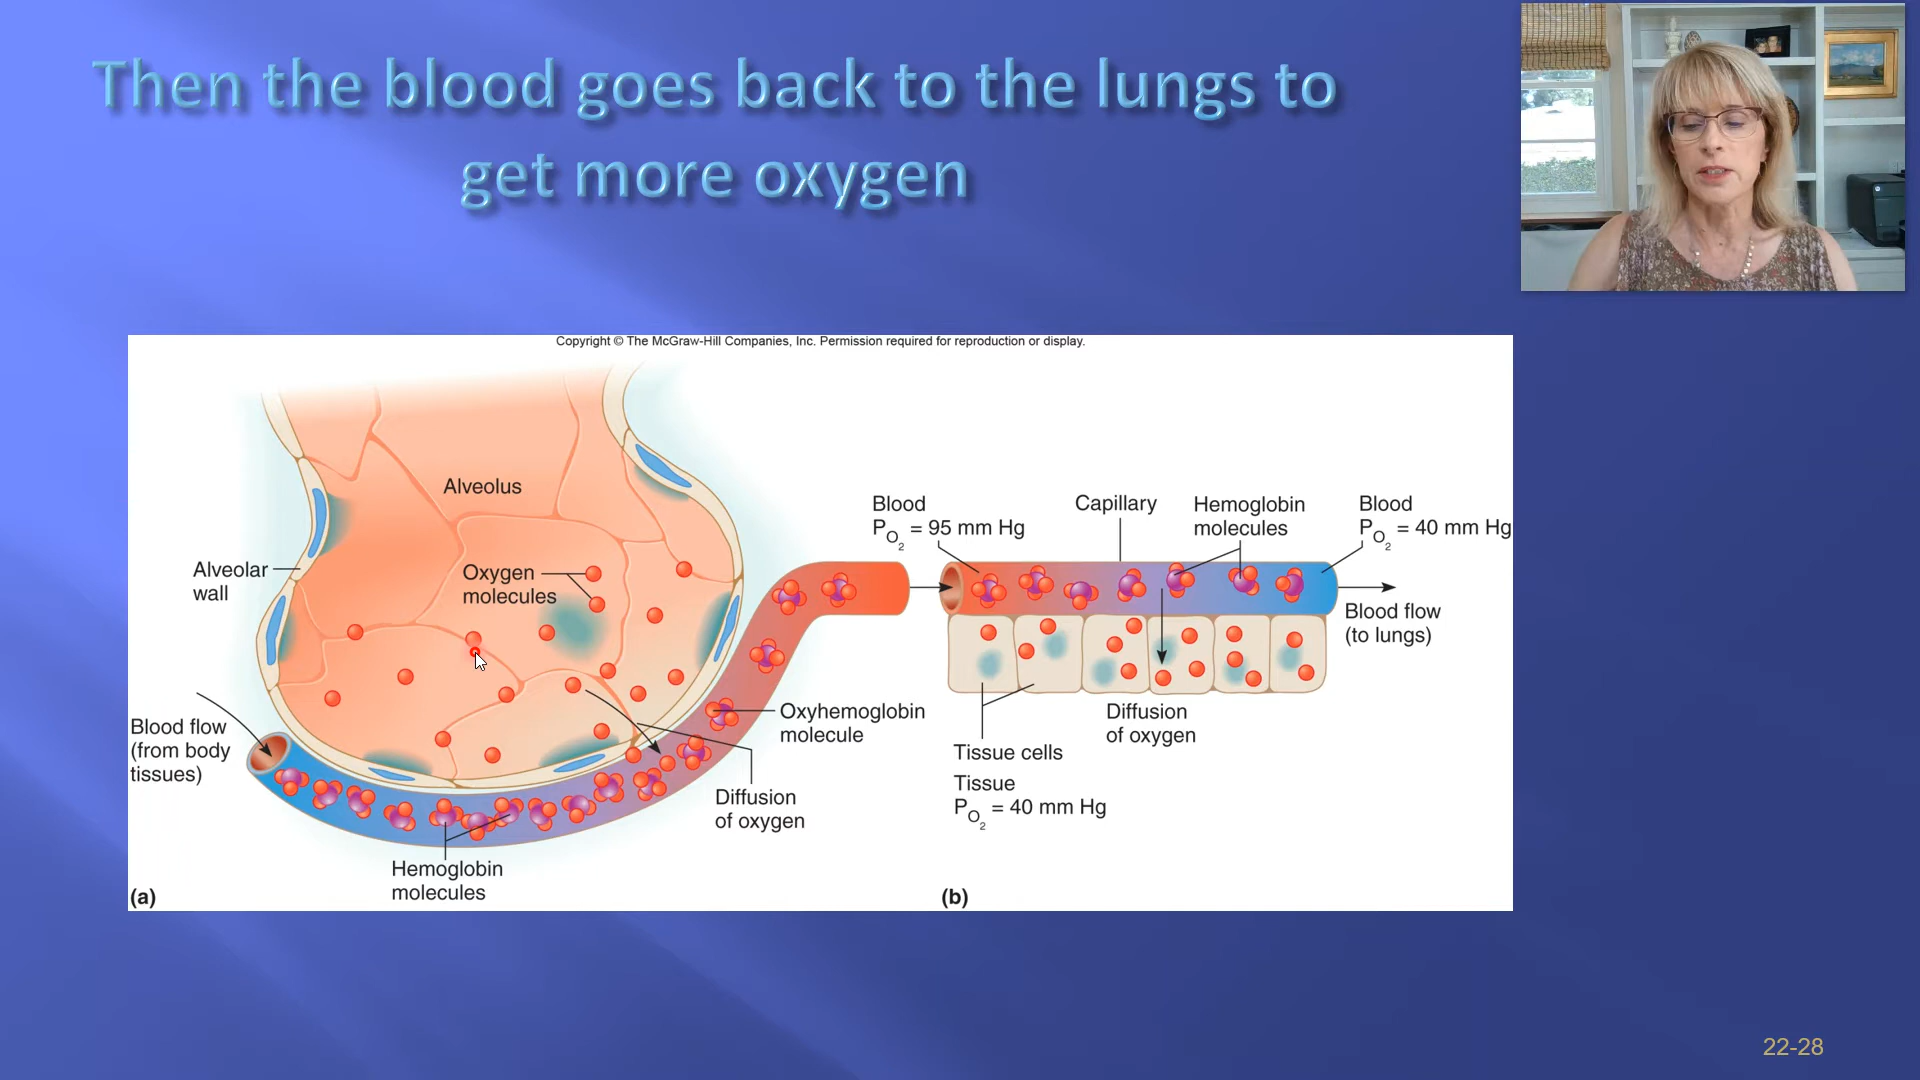 Then the blood goes back to the lungs to
get more oxygen
Copyright © The McGraw-Hill Companies, Inc. Permission required for reproduction or display.
Alveolus
Alveolar
wall
Oxygen
molecules
Blood flow
(from body
tissues)
Oxyhemoglobin
molecule
Diffusion
of oxygen
Hemoglobin
molecules
(a)
Blood
PO2 = 95 mm Hg
Capillary
Hemoglobin
molecules
Blood
PO2 = 40 mm Hg
Blood flow
(to lungs)
Diffusion
of oxygen
Tissue cells
Tissue
PO2 = 40 mm Hg
(b)
22-28